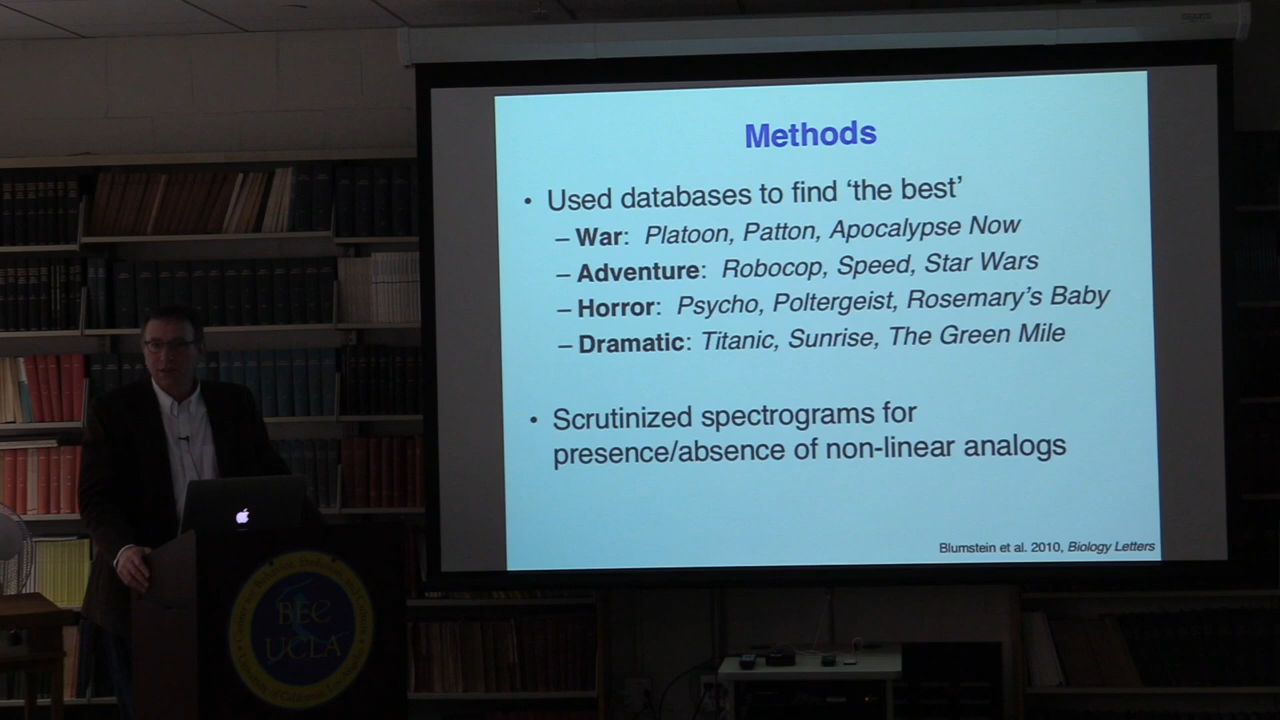 Methods
• Used databases to find ‘the best’
– War: Platoon, Patton, Apocalypse Now
– Adventure: Robocop, Speed, Star Wars
– Horror: Psycho, Poltergeist, Rosemary’s Baby
– Dramatic: Titanic, Sunrise, The Green Mile
• Scrutinized spectrograms for
presence/absence of non-linear analogs
Blumstein et al. 2010, Biology Letters
BEC
UCLA